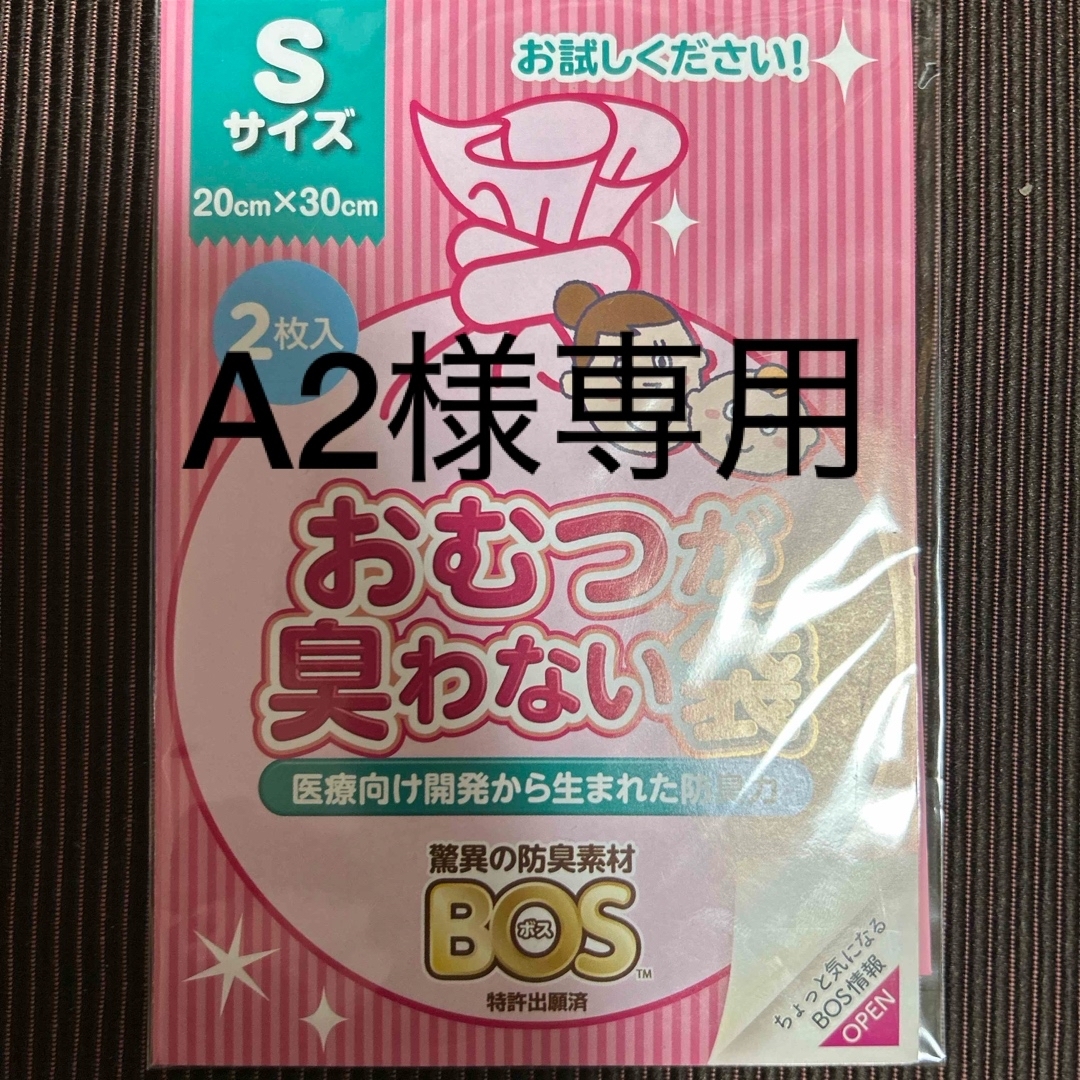 S
サイズ
20cm×30cm
お試しください!
2枚入
A2様専用
おむつが
臭わない袋
医療向け開発から生まれた防臭力
驚異の防臭素材
BOS
ボス
TM
特許出願済
ちょっと気になる
BOS情報
OPEN